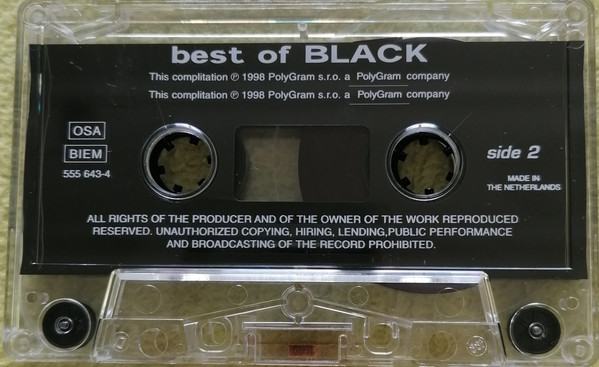 best of BLACK
This complitation ℗ 1998 PolyGram s.r.o. a PolyGram company
This complitation ℗ 1998 PolyGram s.r.o. a PolyGram company
OSA
BIEM
555 643-4
side 2
MADE IN
THE NETHERLANDS
ALL RIGHTS OF THE PRODUCER AND OF THE OWNER OF THE WORK REPRODUCED
RESERVED. UNAUTHORIZED COPYING, HIRING, LENDING,PUBLIC PERFORMANCE
AND BROADCASTING OF THE RECORD PROHIBITED.